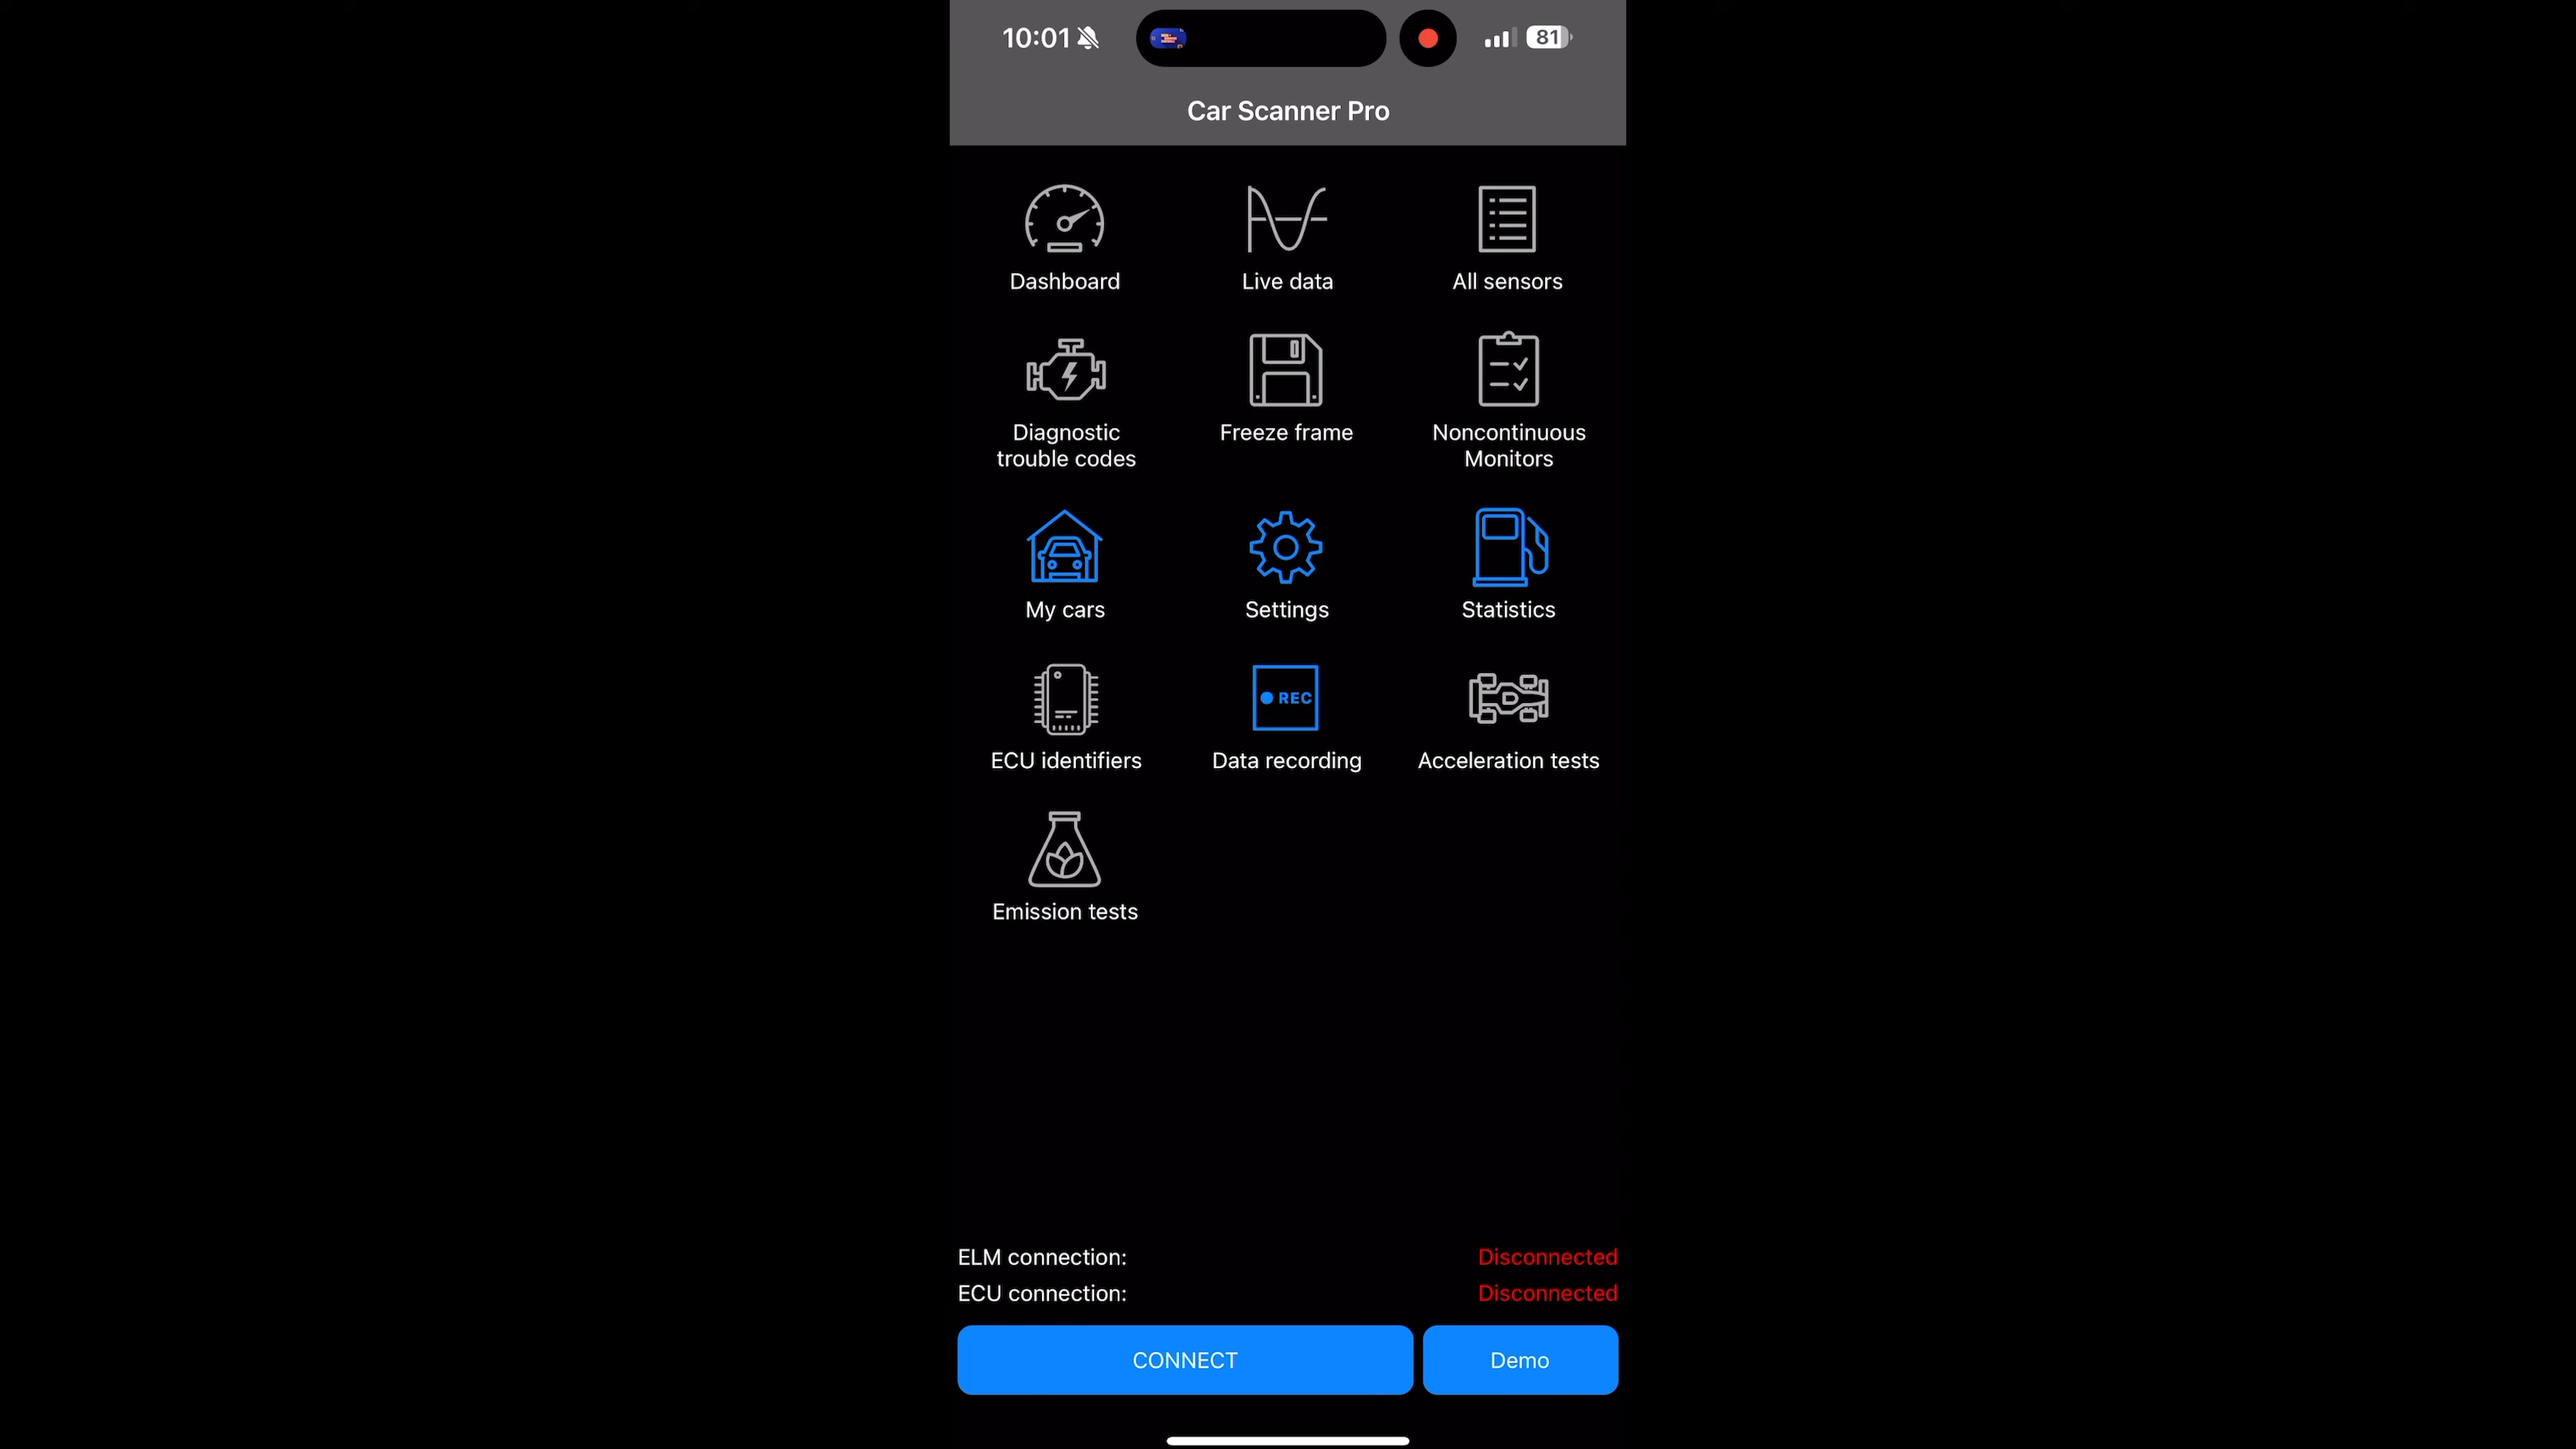 10:01
81
Car Scanner Pro
Dashboard
Live data
All sensors
Diagnostic
trouble codes
Freeze frame
Noncontinuous
Monitors
My cars
Settings
Statistics
ECU identifiers
REC
Data recording
Acceleration tests
Emission tests
ELM connection:
Disconnected
ECU connection:
Disconnected
CONNECT
Demo